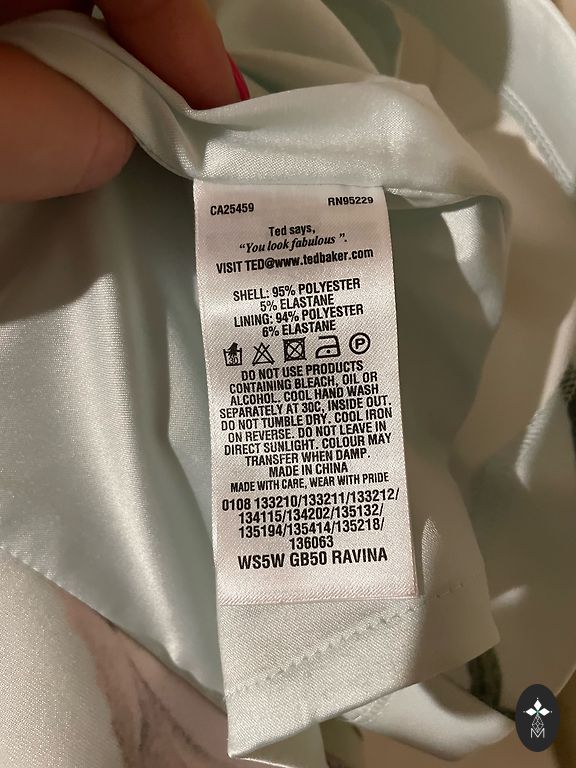 CA25459 RN95229
Ted says,
"You look fabulous".
VISIT TED@www.tedbaker.com
SHELL: 95% POLYESTER
5% ELASTANE
LINING: 94% POLYESTER
6% ELASTANE
30 P
DO NOT USE PRODUCTS
CONTAINING BLEACH, OIL OR
ALCOHOL. COOL HAND WASH
SEPARATELY AT 30C, INSIDE OUT.
DO NOT TUMBLE DRY. COOL IRON
ON REVERSE. DO NOT LEAVE IN
DIRECT SUNLIGHT. COLOUR MAY
TRANSFER WHEN DAMP.
MADE IN CHINA
MADE WITH CARE, WEAR WITH PRIDE
0108 133210/133211/133212/
134115/134202/135132/
135194/135414/135218/
136063
WS5W GB50 RAVINA
M